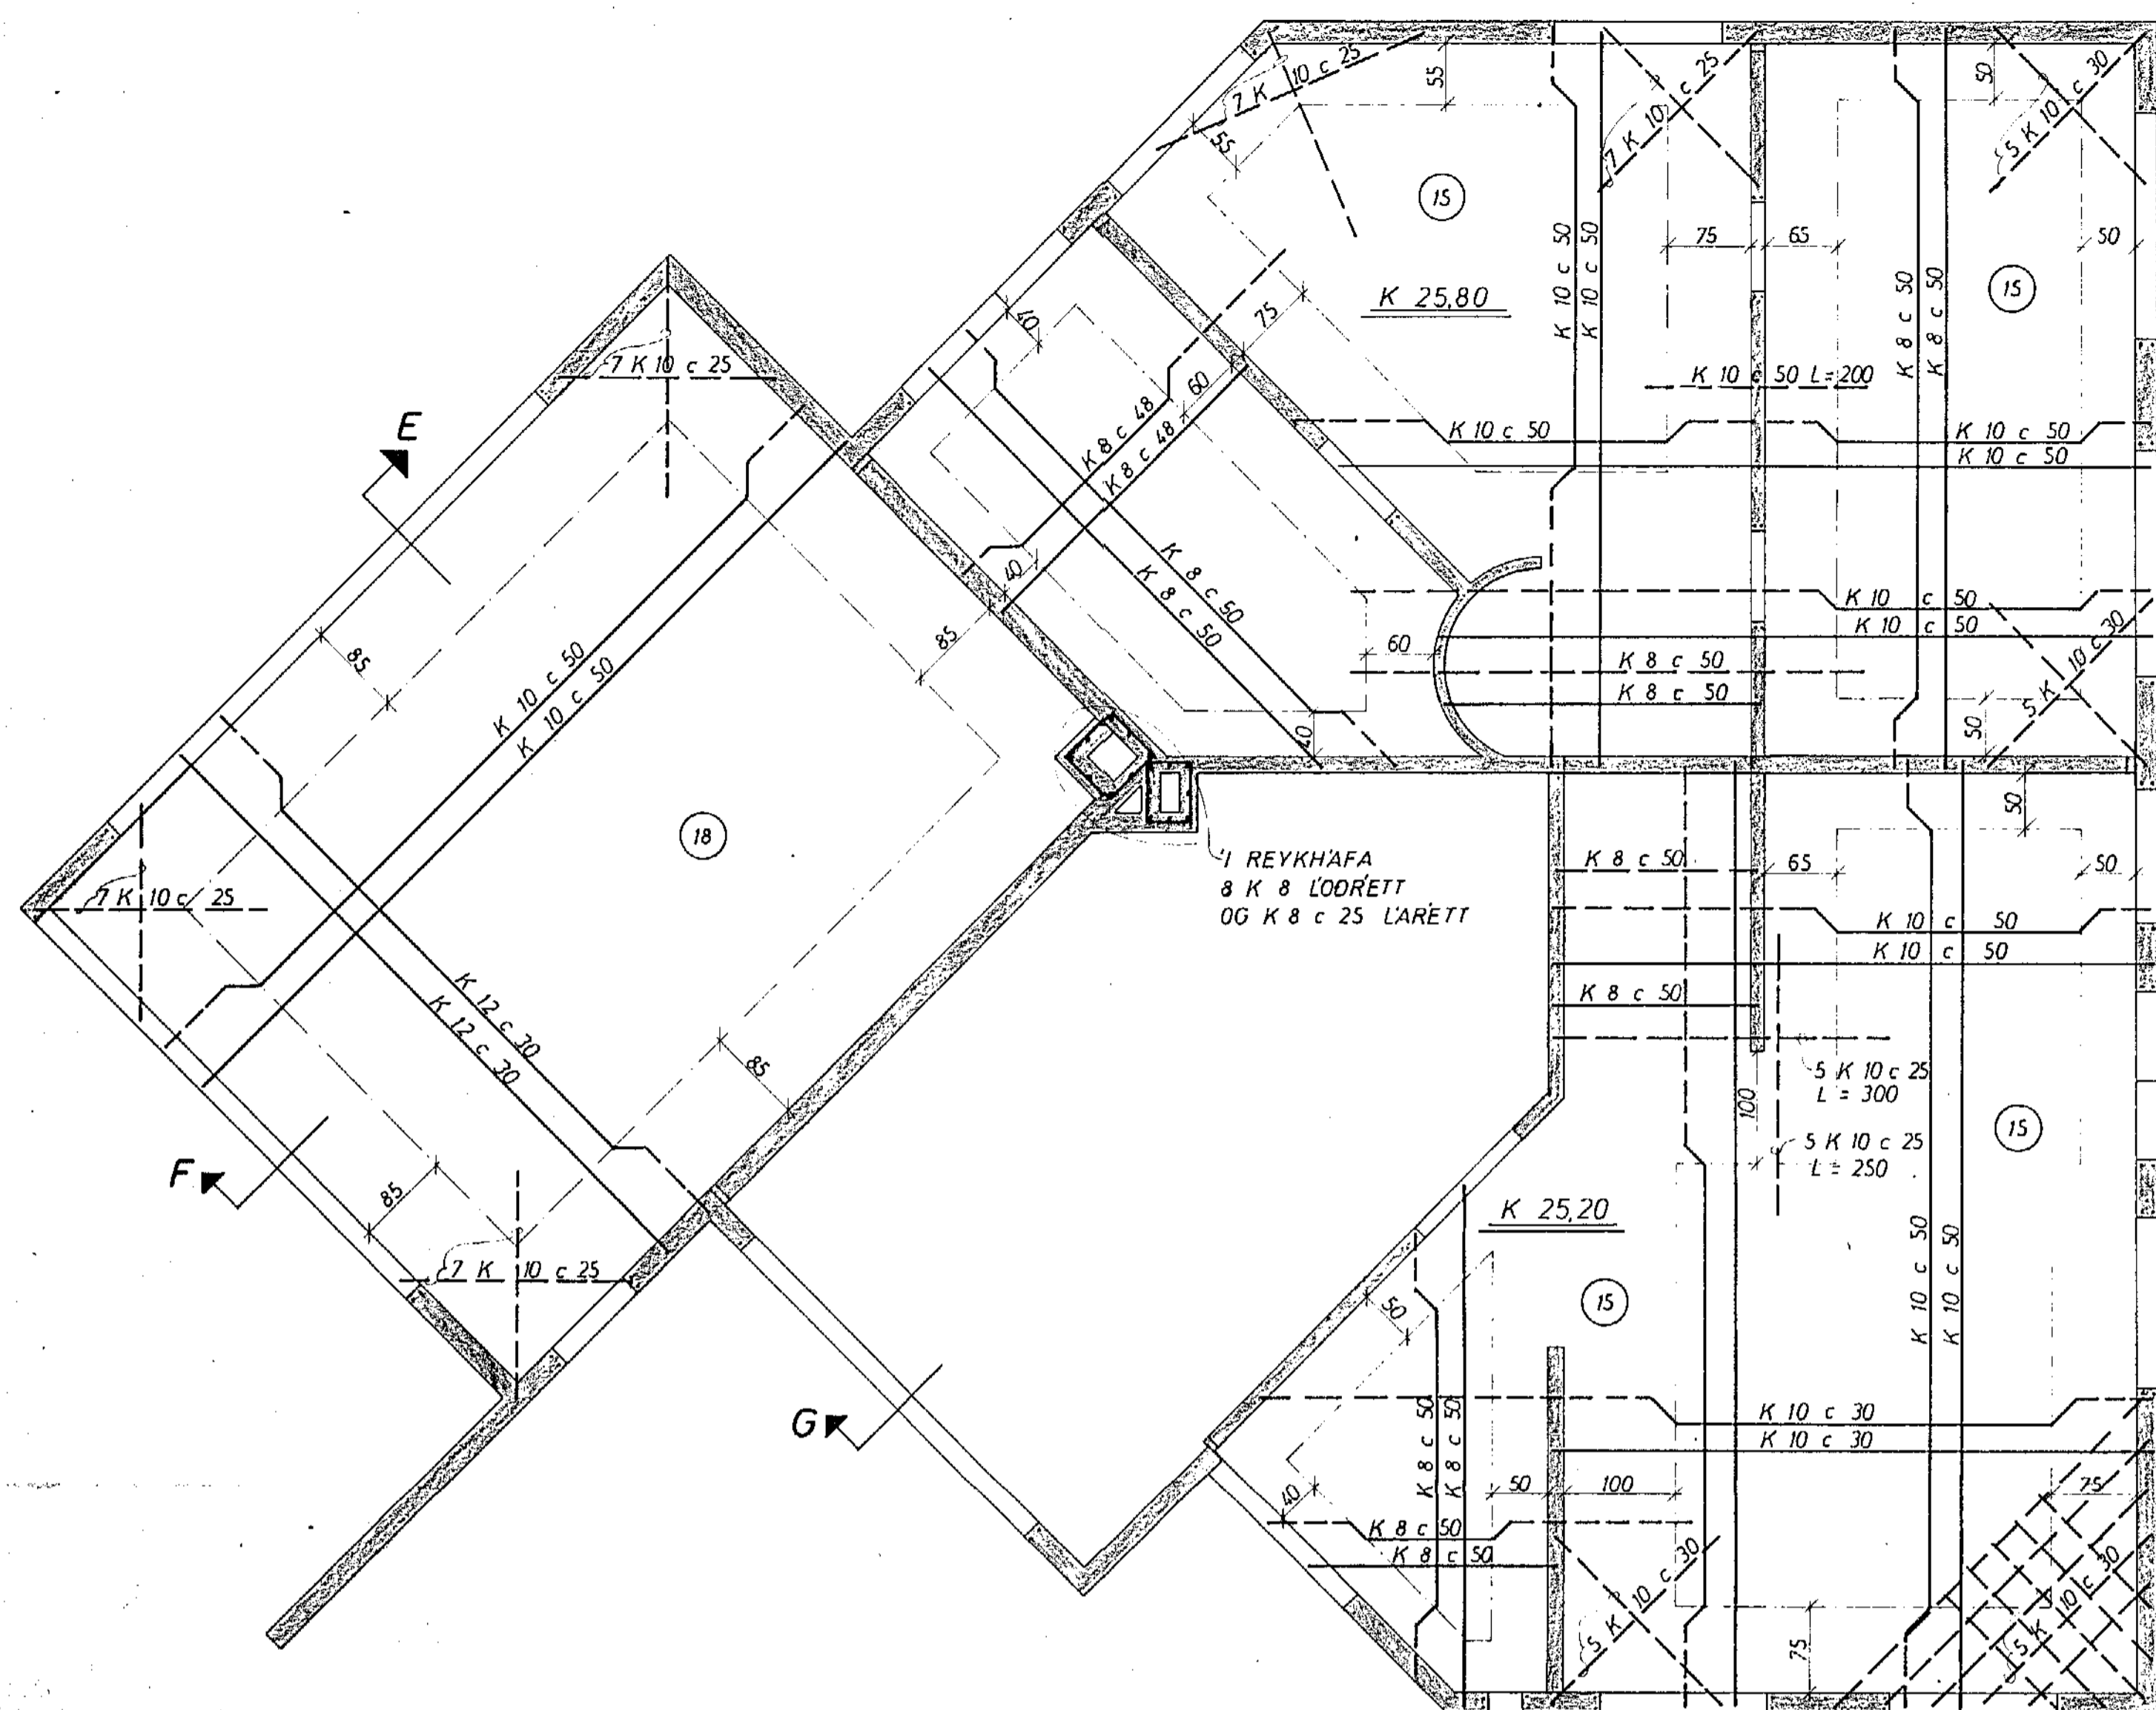 7 K 10 c 25
55
55
7 K 10 c 25
50
5 K 10 c 30
15
K 10 c 50
K 10 c 50
75
65
50
15
K 8 c 50
K 8 c 50
K 25,80
40
75
60
7 K 10 c 25
K 10 c 50 L=200
E
K 8 c 48
K 8 c 48
K 10 c 50
K 10 c 50
K 10 c 50
40
K 8 c 50
K 8 c 50
85
85
K 10 c 50
K 10 c 50
60
K 8 c 50
K 8 c 50
5 K 10 c 30
50
40
K 10 c 50
K 10 c 50
18
50
Í REYKHÁFA
8 K 8 LÓÐRÉTT
OG K 8 c 25 LÁRÉTT
K 8 c 50
65
50
7 K 10 c 25
K 10 c 50
K 10 c 50
K 8 c 50
K 12 c 30
K 12 c 30
85
5 K 10 c 25
L = 300
100
5 K 10 c 25
L = 250
15
F
85
K 25,20
K 10 c 50
K 10 c 50
7 K 10 c 25
15
50
G
K 8 c 50
K 8 c 50
K 10 c 30
K 10 c 30
40
50
100
75
K 8 c 50
K 8 c 50
5 K 10 c 30
75
5 K 10 c 30